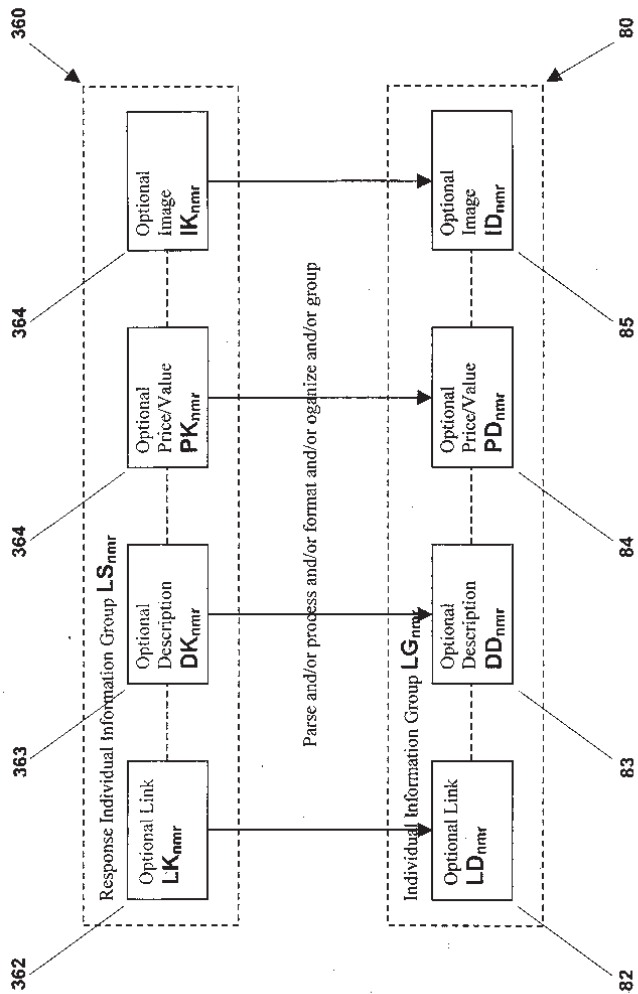 362
363
364
364
360
Response Individual Information Group LSnmr
Optional Link
LKnmr
Optional
Description
DKnmr
Optional
Price/Value
PKnmr
Optional
Image
IKnmr
Parse and/or process and/or format and/or oganize and/or group
Individual Information Group LGnmr
Optional Link
LDnmr
Optional
Description
DDnmr
Optional
Price/Value
PDnmr
Optional
Image
IDnmr
82
83
84
85
80